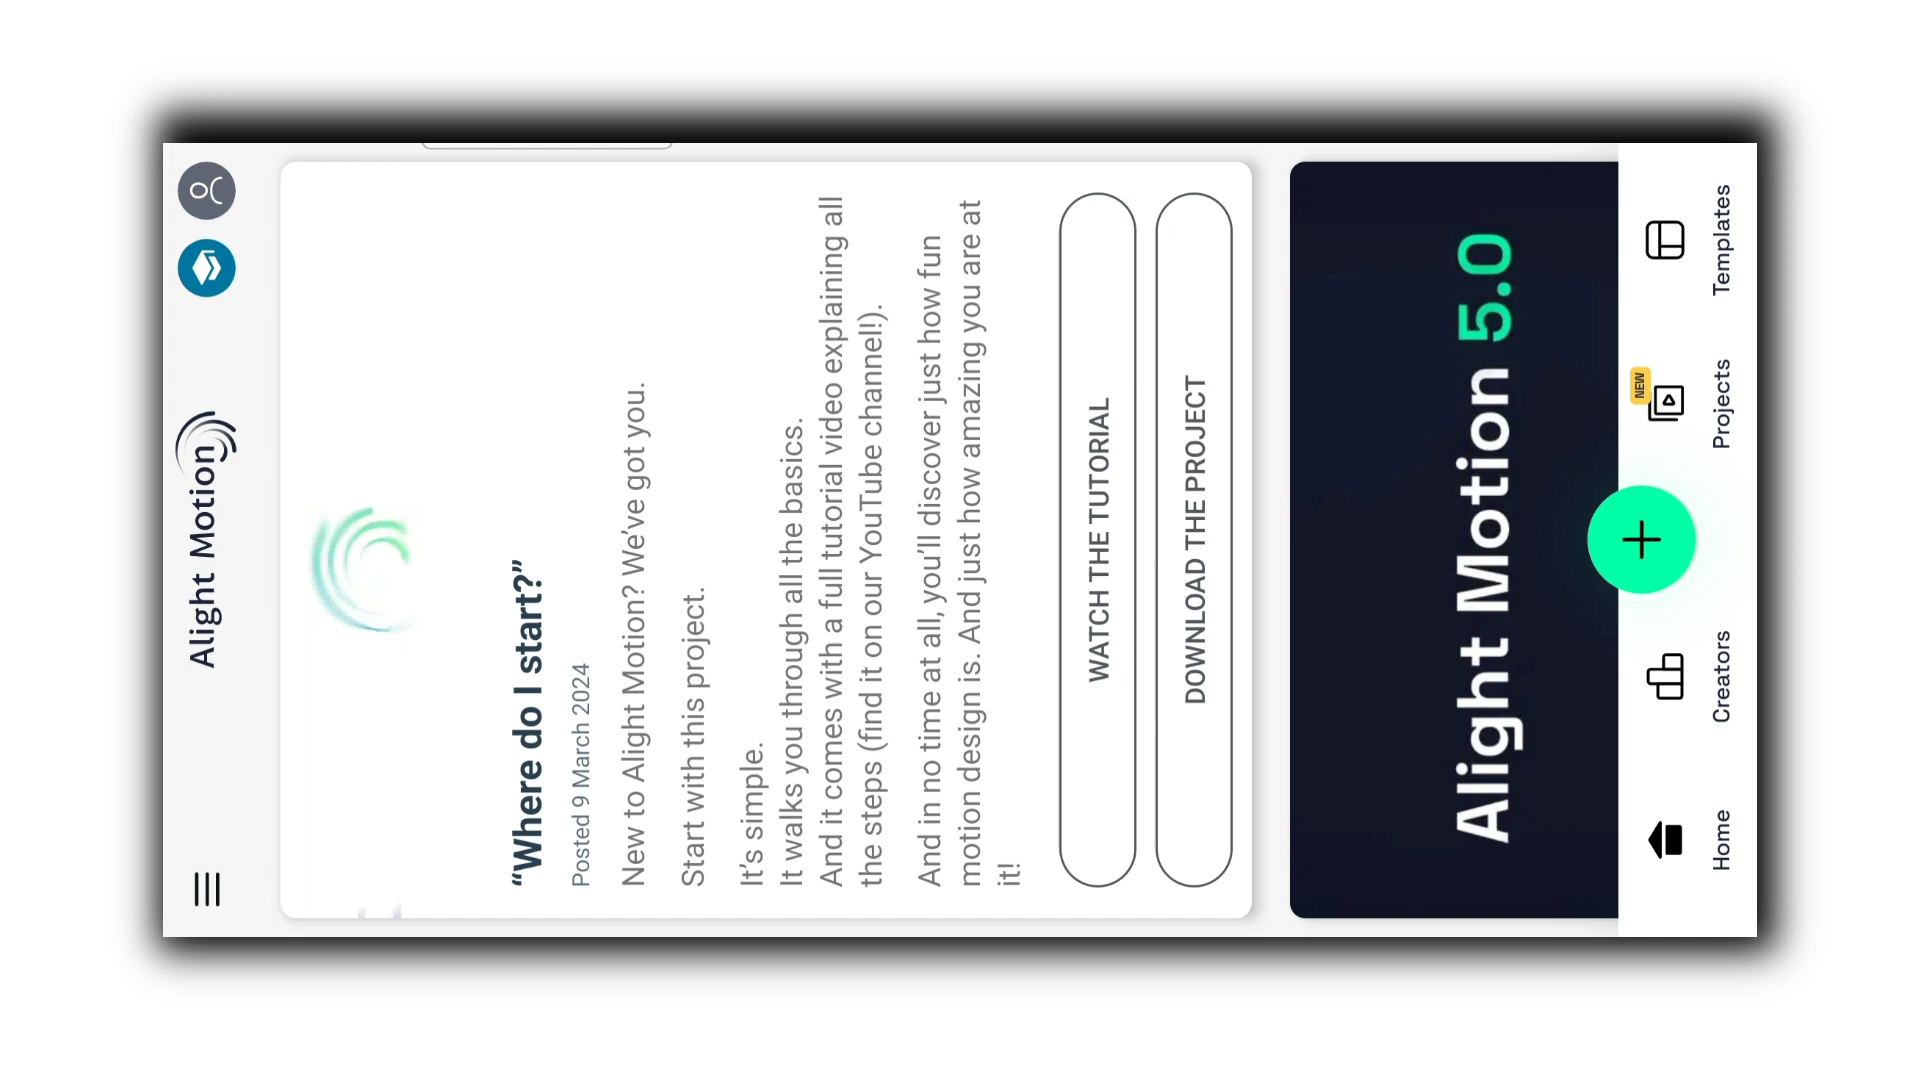 Alight Motion
“Where do I start?”
Posted 9 March 2024
New to Alight Motion? We’ve got you.
Start with this project.
It’s simple.
It walks you through all the basics.
And it comes with a full tutorial video explaining all
the steps (find it on our YouTube channel!).
And in no time at all, you’ll discover just how fun
motion design is. And just how amazing you are at
it!
WATCH THE TUTORIAL
DOWNLOAD THE PROJECT
Alight Motion 5.0
NEW
Home
Creators
Projects
Templates